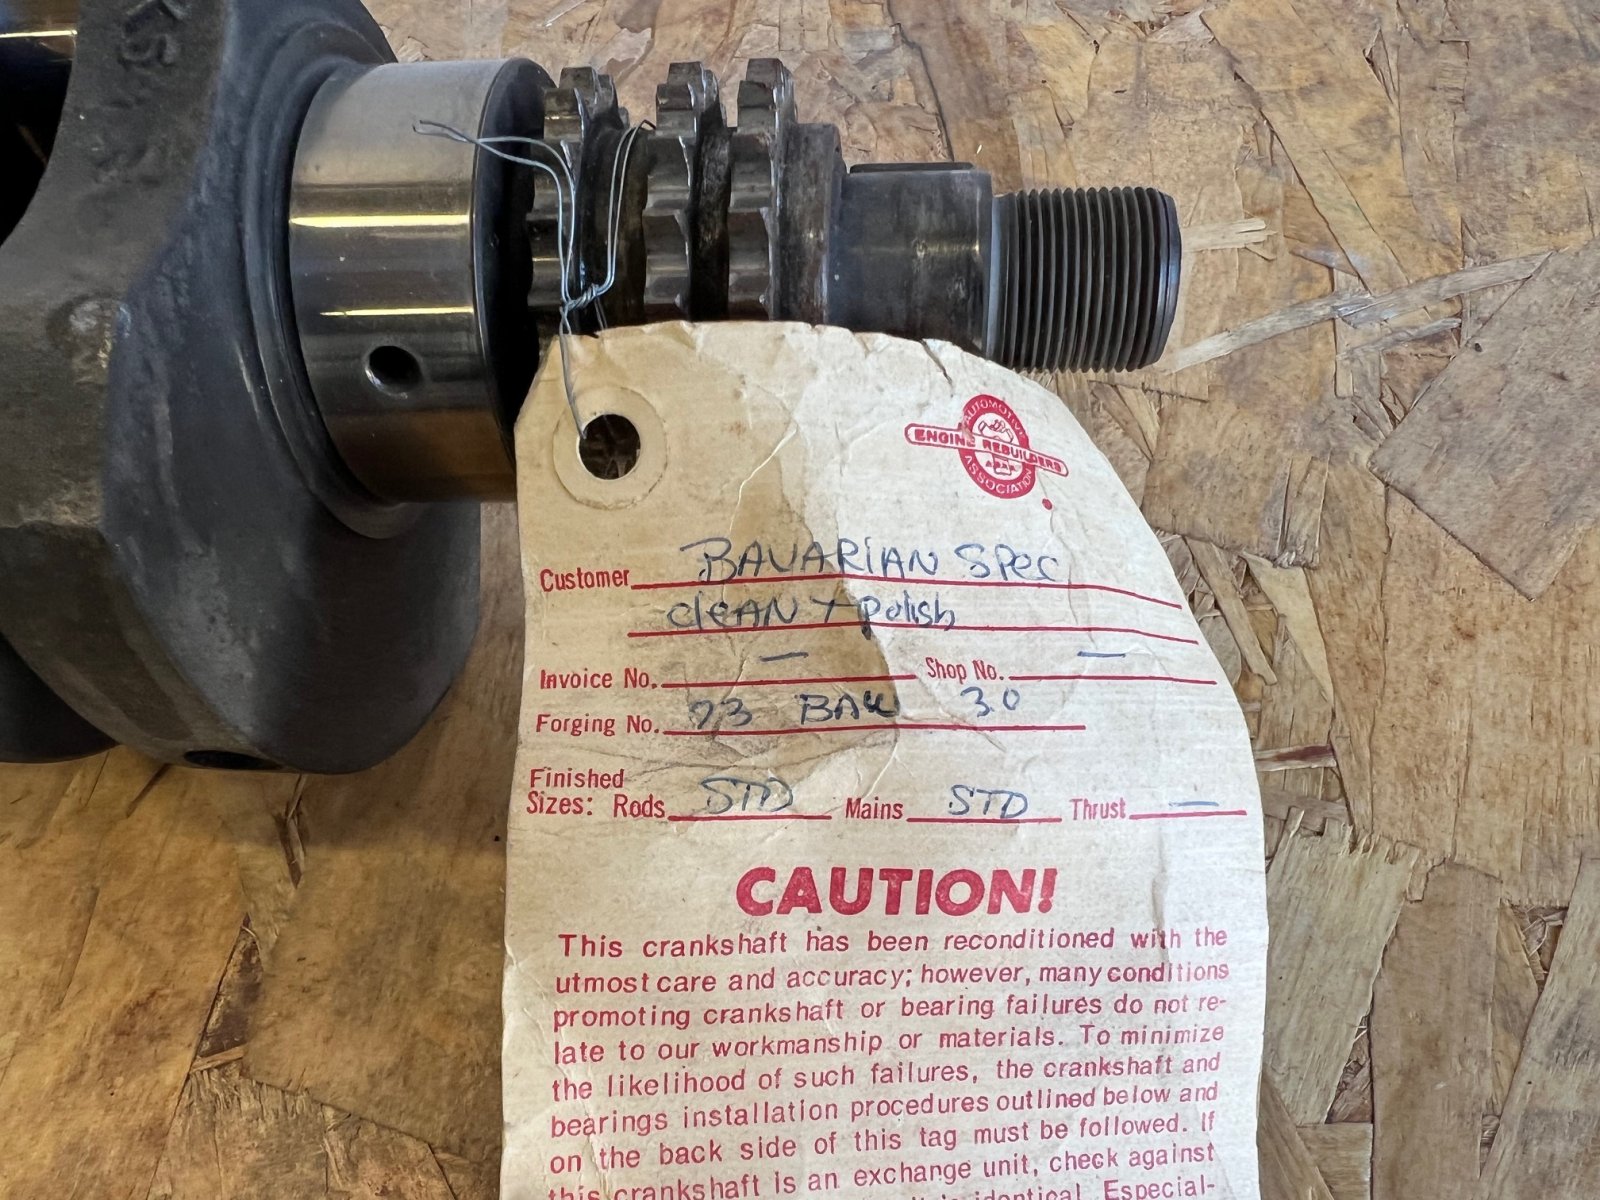 AUTOMOTIVE
ENGINE REBUILDERS
ASSOCIATION
Customer BAVARIAN SPEC
CLEAN + Polish
Invoice No. — Shop No. —
Forging No. 73 BAV 3.0
Finished
Sizes: Rods STD Mains STD Thrust —
CAUTION!
This crankshaft has been reconditioned with the
utmost care and accuracy; however, many conditions
promoting crankshaft or bearing failures do not re-
late to our workmanship or materials. To minimize
the likelihood of such failures, the crankshaft and
bearings installation procedures outlined below and
on the back side of this tag must be followed. If
this crankshaft is an exchange unit, check against
identical. Especial-